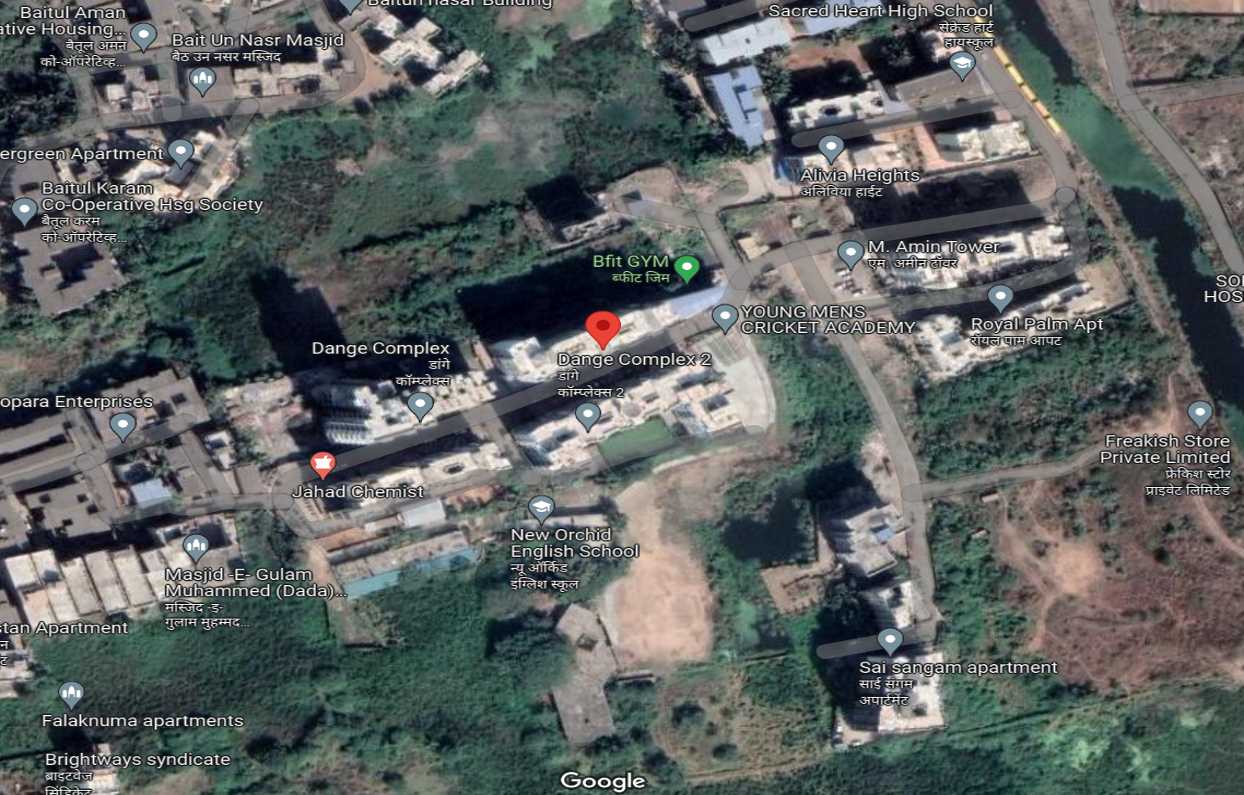 Baitul Aman
ative Housing...
बैतूल अमन
को-ऑपरेटिव्ह...
Bait Un Nasr Masjid
बैठ उन नसर मस्जिद
Sacred Heart High School
सेक्रेड हार्ट
हायस्कूल
ergreen Apartment
Baitul Karam
Co-Operative Hsg Society
बैतूल करम
को-ऑपरेटिव्ह...
Alivia Heights
अलिविया हाईट
Bfit GYM
ब्फीट जिम
M. Amin Tower
एम. अमीन टॉवर
YOUNG MENS
CRICKET ACADEMY
Royal Palm Apt
रॉयल पाम आपट
SO
HOS
Dange Complex
डांगे
कॉम्प्लेक्स
Dange Complex 2
डांगे
कॉम्प्लेक्स 2
opara Enterprises
Jahad Chemist
Freakish Store
Private Limited
फ्रेकिश स्टोर
प्राइवेट लिमिटेड
New Orchid
English School
न्यू ऑर्किड
इंग्लिश स्कूल
Masjid -E- Gulam
Muhammed (Dada)...
मस्जिद -इ-
गुलाम मुहम्मद...
stan Apartment
Sai sangam apartment
साई संगम
अपार्टमेंट
Falaknuma apartments
Brightways syndicate
ब्राइटवेज
सिंडिकेट
Google